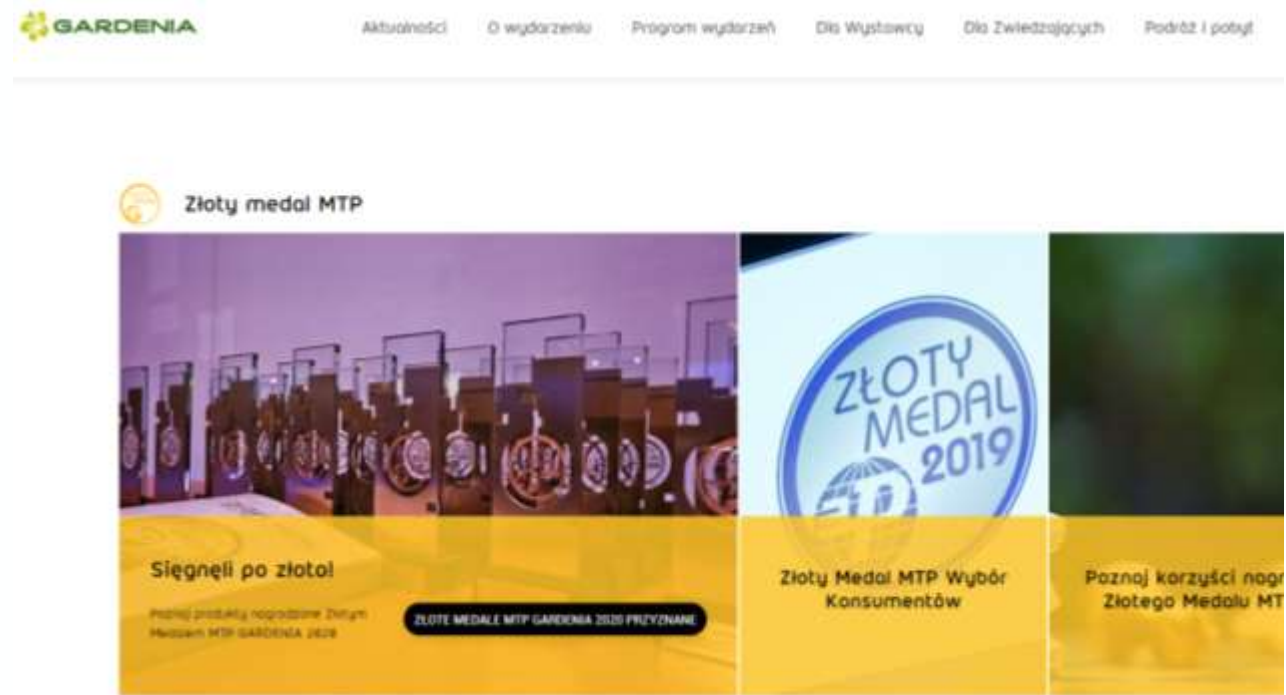 GARDENIA
Aktualności O wydarzeniu Program wydarzeń Dla Wystawcy Dla Zwiedzających Podróż i pobyt
Złoty medal MTP
ZŁOTY
MEDAL
2019
Sięgnęli po złoto!
Poznaj produkty nagrodzone Złotym
Medalem MTP GARDENIA 2020
ZŁOTE MEDALE MTP GARDENIA 2020 PRZYZNANE
Złoty Medal MTP Wybór
Konsumentów
Poznaj korzyści nagr
Złotego Medalu MT